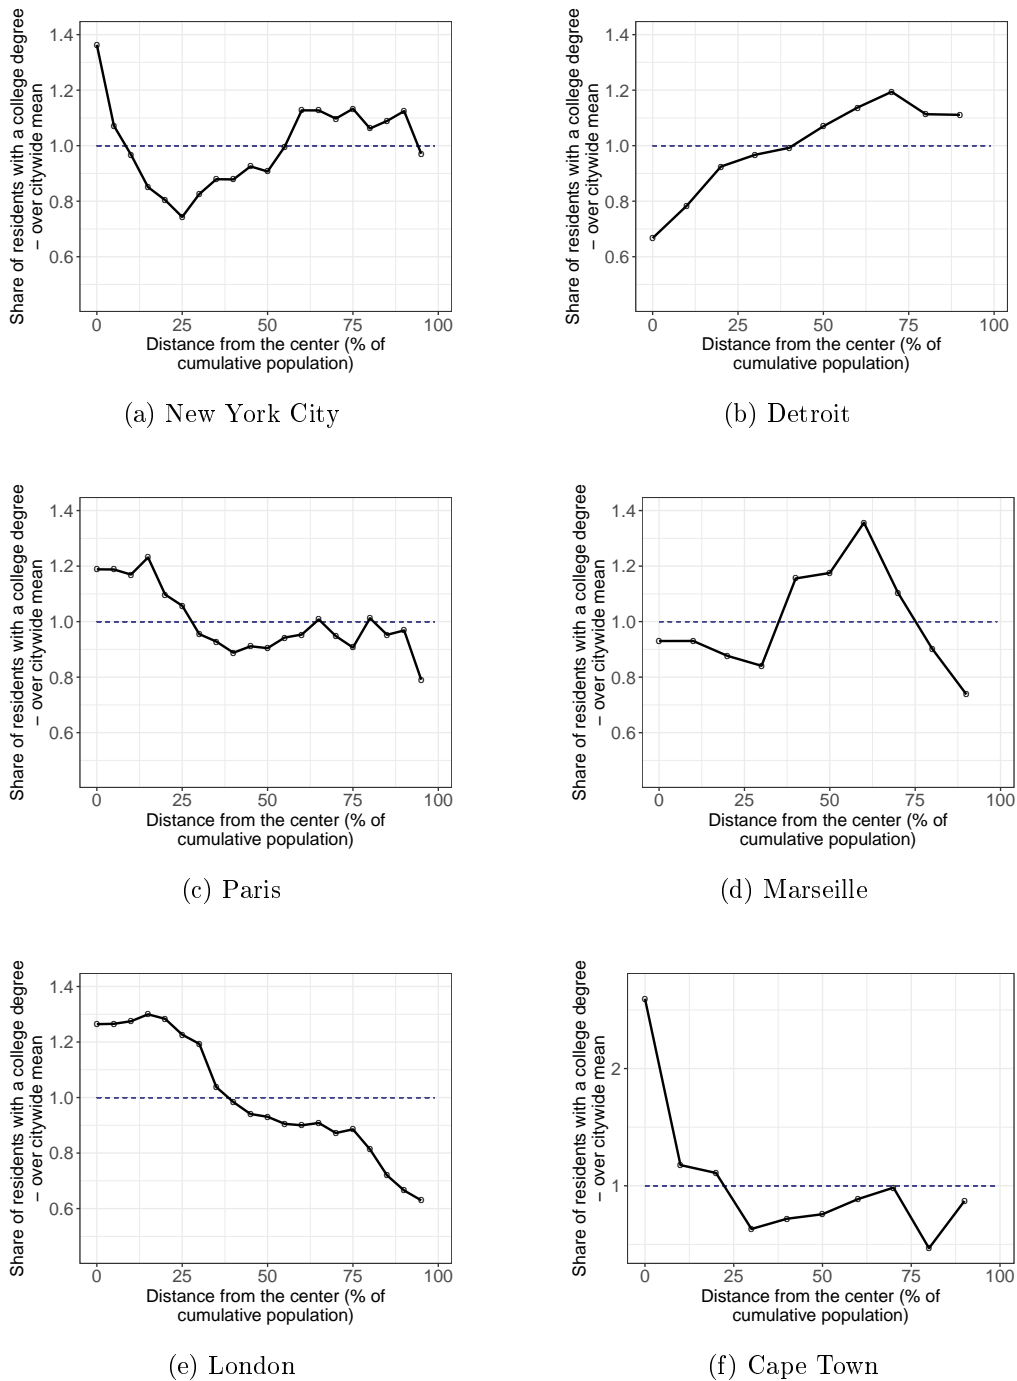 Share of residents with a college degree
– over citywide mean
1.4
1.2
1.0
0.8
0.6
0 25 50 75 100
Distance from the center (% of
cumulative population)
(a) New York City
Share of residents with a college degree
– over citywide mean
1.4
1.2
1.0
0.8
0.6
0 25 50 75 100
Distance from the center (% of
cumulative population)
(b) Detroit
Share of residents with a college degree
– over citywide mean
1.4
1.2
1.0
0.8
0.6
0 25 50 75 100
Distance from the center (% of
cumulative population)
(c) Paris
Share of residents with a college degree
– over citywide mean
1.4
1.2
1.0
0.8
0.6
0 25 50 75 100
Distance from the center (% of
cumulative population)
(d) Marseille
Share of residents with a college degree
– over citywide mean
1.4
1.2
1.0
0.8
0.6
0 25 50 75 100
Distance from the center (% of
cumulative population)
(e) London
Share of residents with a college degree
– over citywide mean
2
1
0 25 50 75 100
Distance from the center (% of
cumulative population)
(f) Cape Town